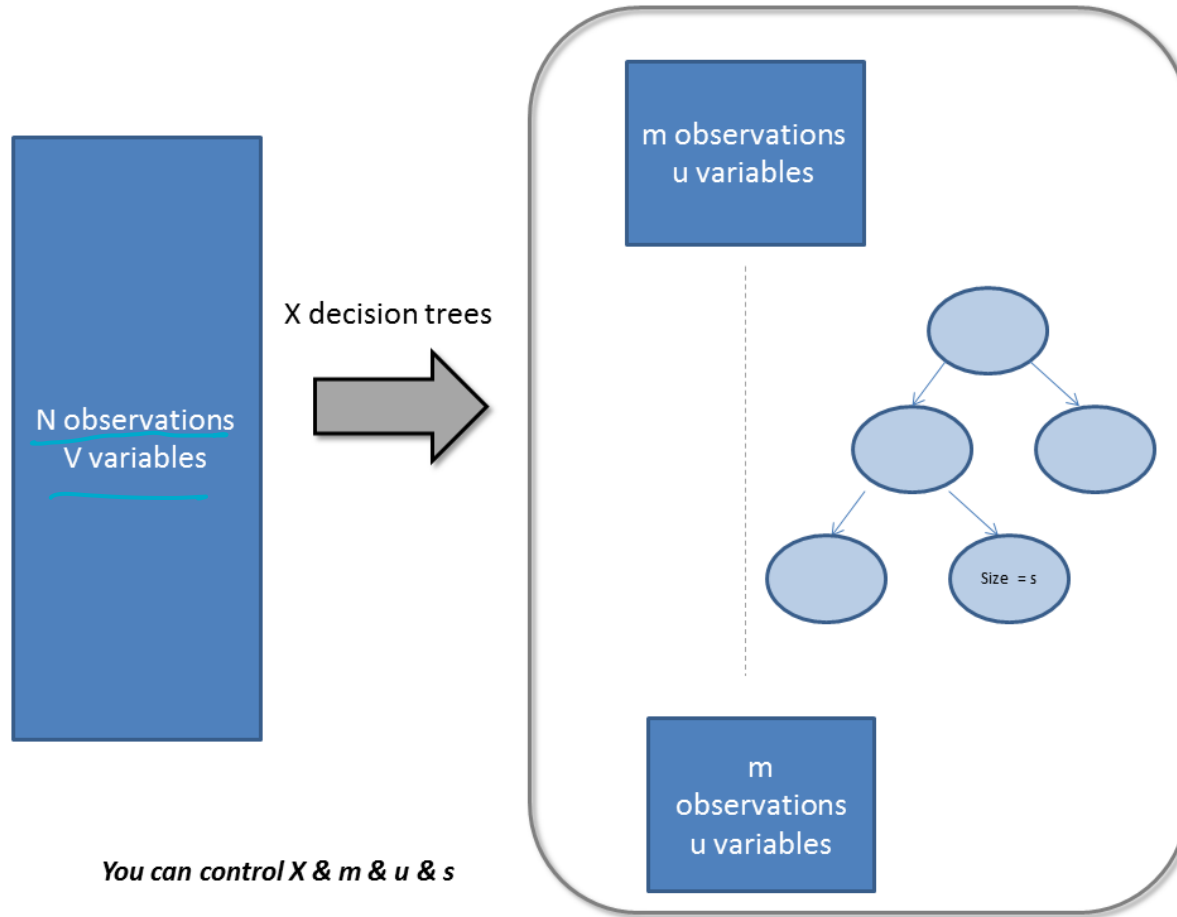 N observations
V variables
X decision trees
m observations
u variables
Size = s
m
observations
u variables
You can control X & m & u & s